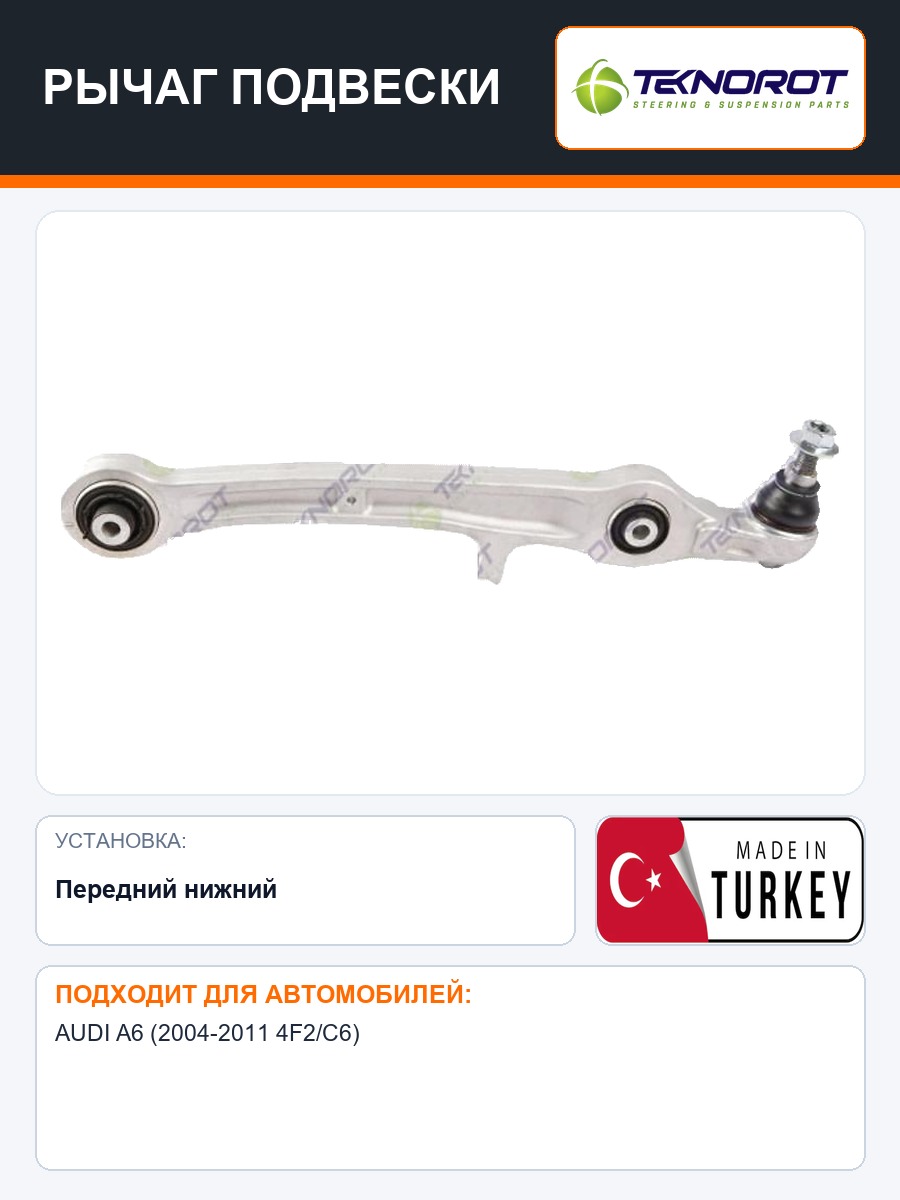 РЫЧАГ ПОДВЕСКИ
TEKNOROT
STEERING & SUSPENSION PARTS
УСТАНОВКА:
Передний нижний
MADE IN
TURKEY
ПОДХОДИТ ДЛЯ АВТОМОБИЛЕЙ:
AUDI A6 (2004-2011 4F2/C6)